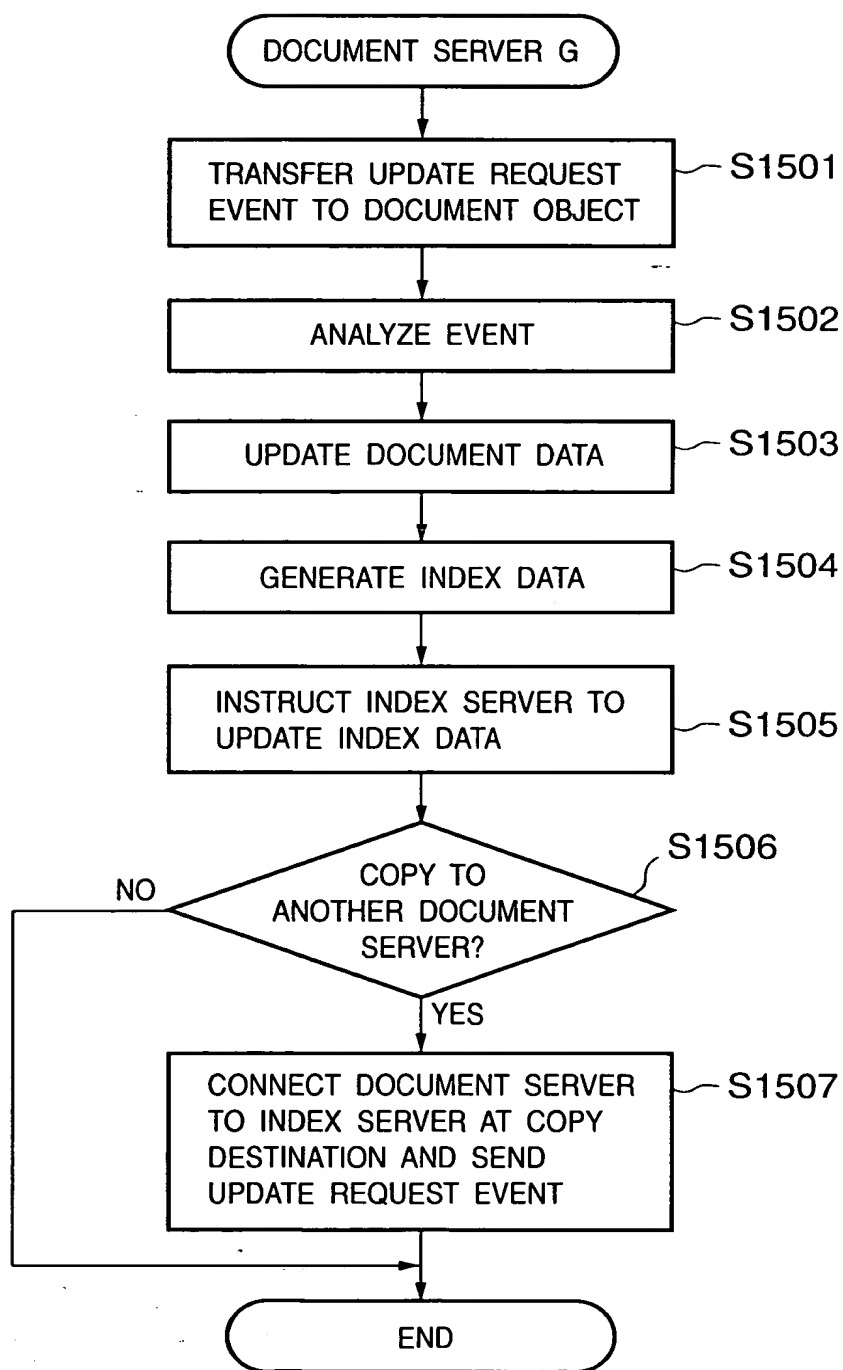 DOCUMENT SERVER G
TRANSFER UPDATE REQUEST
EVENT TO DOCUMENT OBJECT
S1501
ANALYZE EVENT
S1502
UPDATE DOCUMENT DATA
S1503
GENERATE INDEX DATA
S1504
INSTRUCT INDEX SERVER TO
UPDATE INDEX DATA
S1505
S1506
COPY TO
ANOTHER DOCUMENT
SERVER?
NO
YES
CONNECT DOCUMENT SERVER
TO INDEX SERVER AT COPY
DESTINATION AND SEND
UPDATE REQUEST EVENT
S1507
END